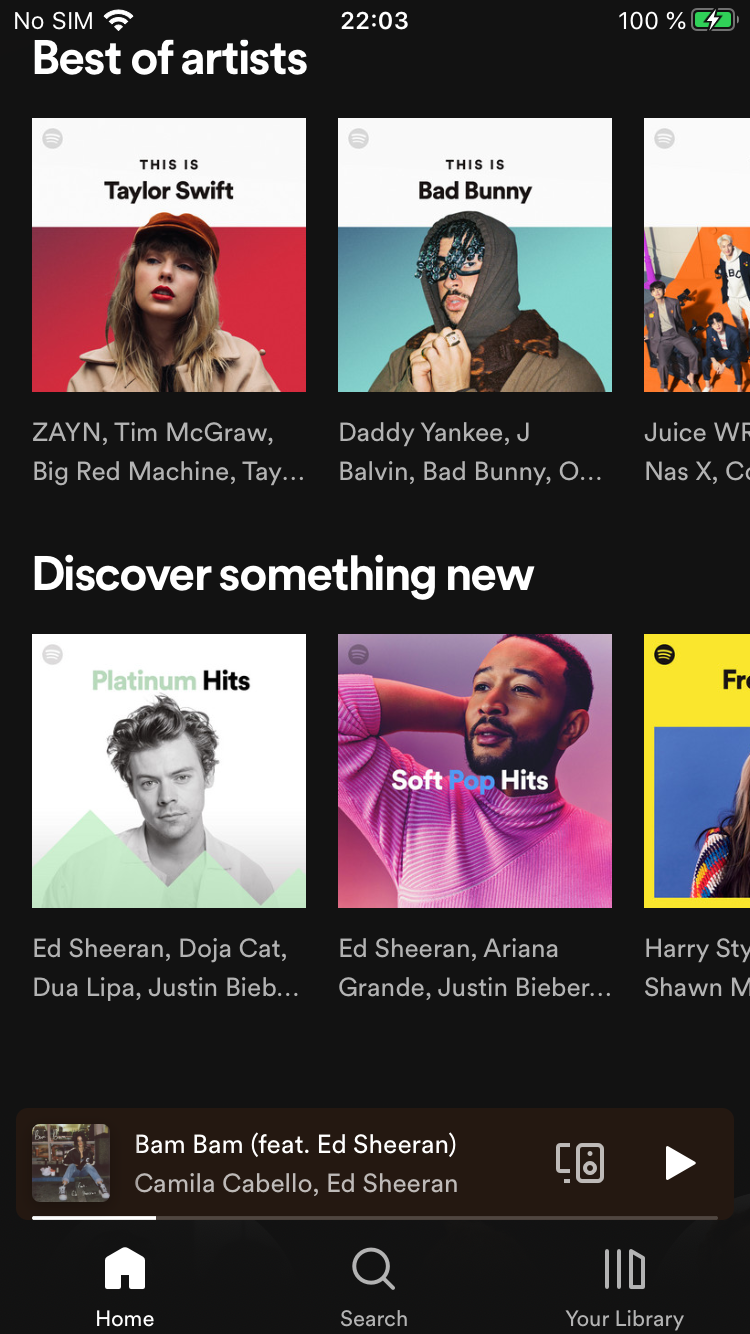 No SIM 22:03 100 %
Best of artists
THIS IS
Taylor Swift
THIS IS
Bad Bunny
ZAYN, Tim McGraw,
Big Red Machine, Tay...
Daddy Yankee, J
Balvin, Bad Bunny, O...
Juice WR
Nas X, Co
Discover something new
Platinum Hits
Soft Pop Hits
Fre
Ed Sheeran, Doja Cat,
Dua Lipa, Justin Bieb...
Ed Sheeran, Ariana
Grande, Justin Bieber...
Harry Sty
Shawn M
Bam Bam (feat. Ed Sheeran)
Camila Cabello, Ed Sheeran
Home
Search
Your Library